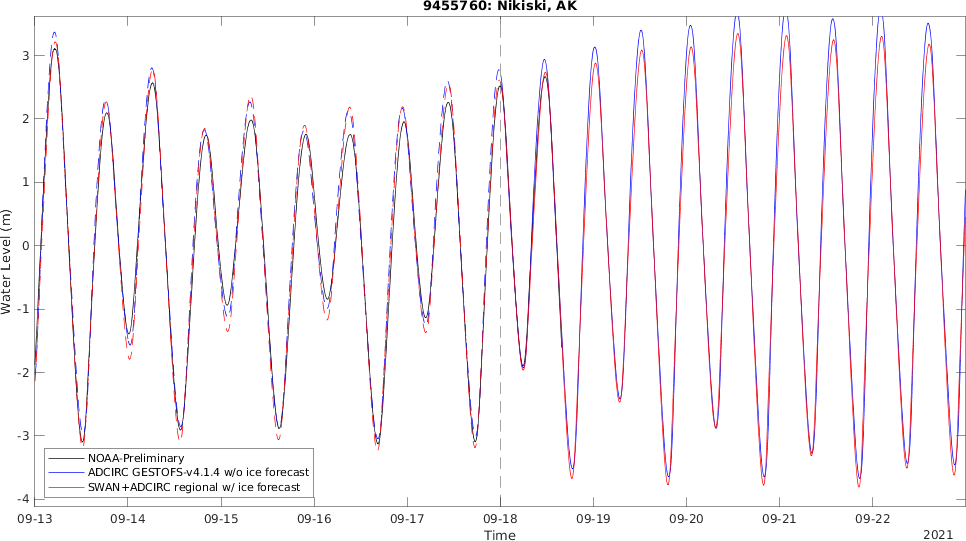 9455760: Nikiski, AK
Water Level (m)
3
2
1
0
-1
-2
-3
-4
NOAA-Preliminary
ADCIRC GESTOFS-v4.1.4 w/o ice forecast
SWAN+ADCIRC regional w/ ice forecast
09-13 09-14 09-15 09-16 09-17 09-18 09-19 09-20 09-21 09-22
Time
2021